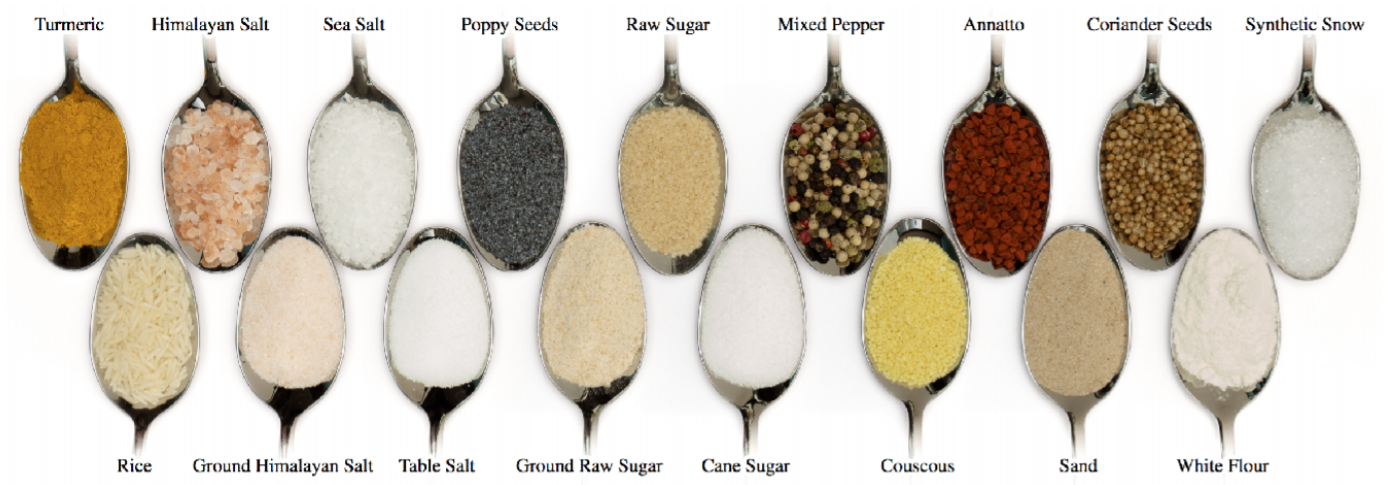 Turmeric
Himalayan Salt
Sea Salt
Poppy Seeds
Raw Sugar
Mixed Pepper
Annatto
Coriander Seeds
Synthetic Snow
Rice
Ground Himalayan Salt
Table Salt
Ground Raw Sugar
Cane Sugar
Couscous
Sand
White Flour